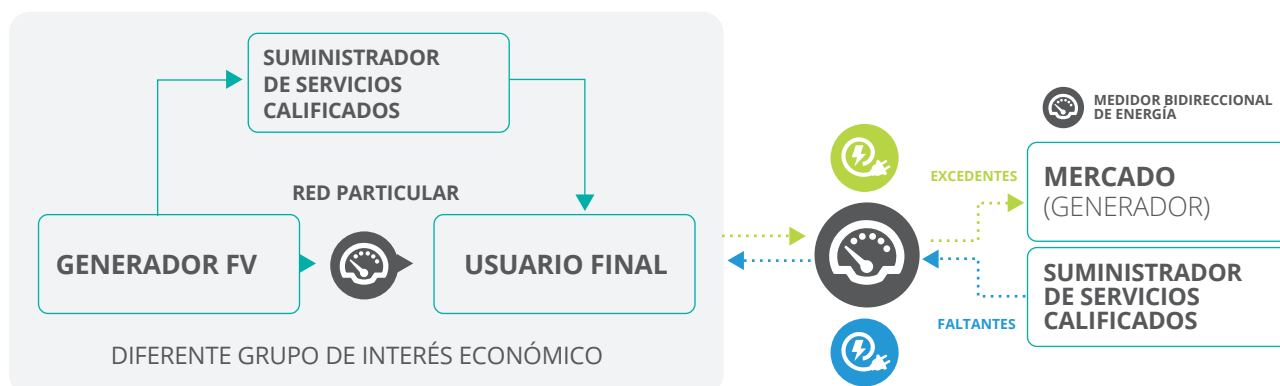 SUMINISTRADOR
DE SERVICIOS
CALIFICADOS
RED PARTICULAR
GENERADOR FV
USUARIO FINAL
DIFERENTE GRUPO DE INTERÉS ECONÓMICO
MEDIDOR BIDIRECCIONAL
DE ENERGÍA
EXCEDENTES
MERCADO
(GENERADOR)
SUMINISTRADOR
DE SERVICIOS
CALIFICADOS
FALTANTES